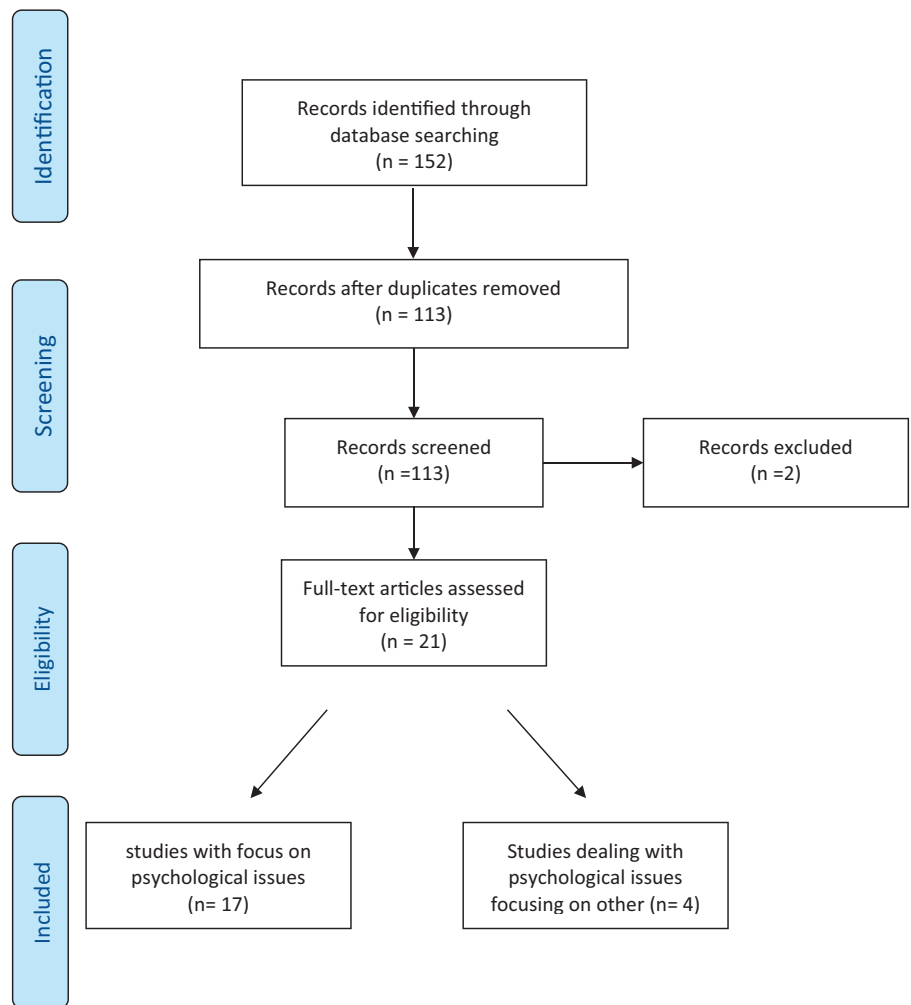 Identification
Records identified through
database searching
(n = 152)
Records after duplicates removed
(n = 113)
Screening
Records screened
(n =113)
Records excluded
(n =2)
Eligibility
Full-text articles assessed
for eligibility
(n = 21)
Included
studies with focus on
psychological issues
(n= 17)
Studies dealing with
psychological issues
focusing on other (n= 4)